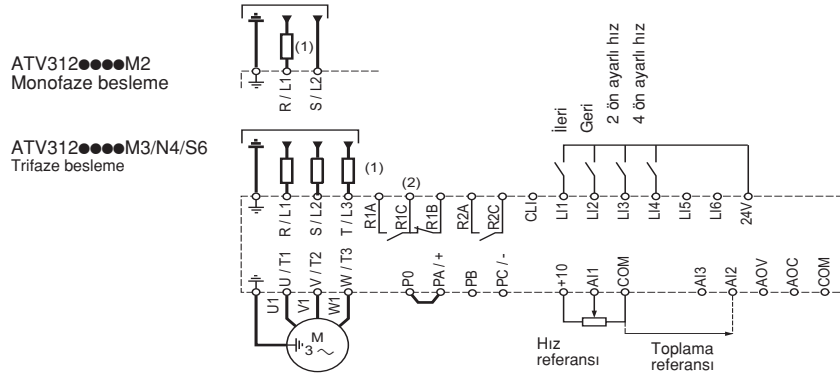 ATV312●●●●M2
Monofaze besleme
(1)
R / L1
S / L2
ATV312●●●●M3/N4/S6
Trifaze besleme
(1)
(2)
İleri
Geri
2 ön ayarlı hız
4 ön ayarlı hız
R / L1
S / L2
T / L3
R1A
R1C
R1B
R2A
R2C
CLI
LI1
LI2
LI3
LI4
LI5
LI6
24V
U / T1
V / T2
W / T3
P0
PA / +
PB
PC / -
+10
AI1
COM
AI3
AI2
AOV
AOC
COM
U1
V1
W1
M
3 ~
Hız
referansı
Toplama
referansı